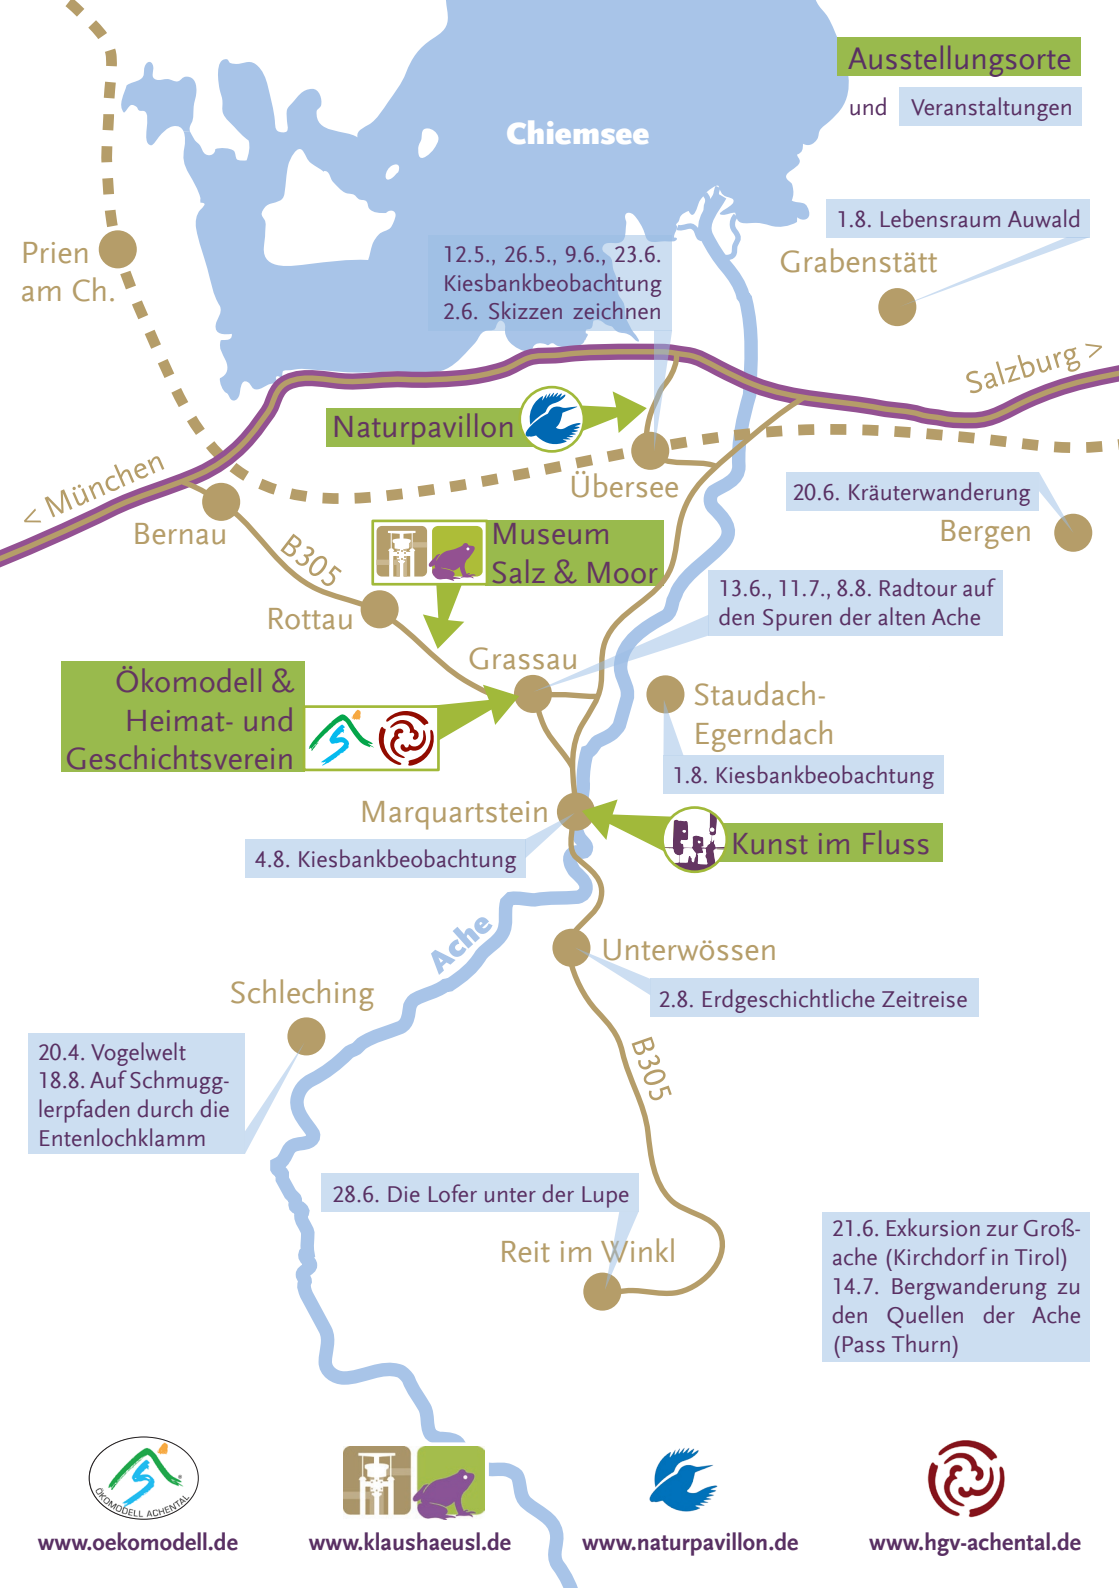 Ausstellungsorte
und Veranstaltungen
Chiemsee
1.8. Lebensraum Auwald
Grabenstätt
Prien
am Ch.
12.5., 26.5., 9.6., 23.6.
Kiesbankbeobachtung
2.6. Skizzen zeichnen
Salzburg >
Naturpavillon
Übersee
< München
Bernau
20.6. Kräuterwanderung
Bergen
B305
Museum
Salz & Moor
13.6., 11.7., 8.8. Radtour auf
den Spuren der alten Ache
Rottau
Grassau
Ökomodell &
Heimat- und
Geschichtsverein
Staudach-
Egerndach
1.8. Kiesbankbeobachtung
Marquartstein
Kunst im Fluss
4.8. Kiesbankbeobachtung
Ache
Unterwössen
2.8. Erdgeschichtliche Zeitreise
Schleching
20.4. Vogelwelt
18.8. Auf Schmugg-
lerpfaden durch die
Entenlochklamm
B305
28.6. Die Lofer unter der Lupe
Reit im Winkl
21.6. Exkursion zur Groß-
ache (Kirchdorf in Tirol)
14.7. Bergwanderung zu
den Quellen der Ache
(Pass Thurn)
ÖKOMODELL ACHENTAL
www.oekomodell.de
www.klaushaeusl.de
www.naturpavillon.de
www.hgv-achental.de